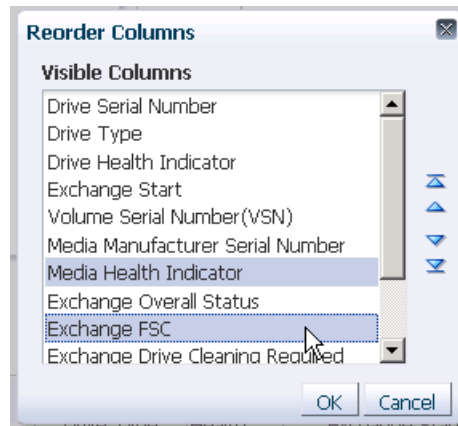 Reorder Columns
Visible Columns
Drive Serial Number
Drive Type
Drive Health Indicator
Exchange Start
Volume Serial Number(VSN)
Media Manufacturer Serial Number
Media Health Indicator
Exchange Overall Status
Exchange FSC
Exchange Drive Cleaning Required
OK Cancel